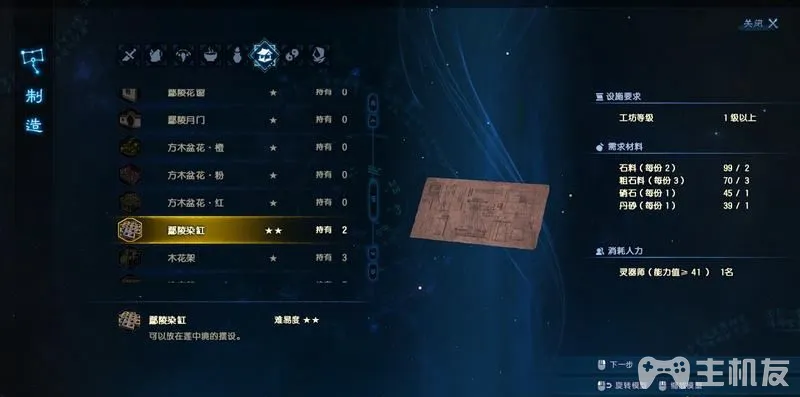 关闭
制造
鄢陵花窗 ★ 持有 0
鄢陵月门 ★ 持有 0
方木盆花·橙 ★ 持有 0
方木盆花·粉 ★ 持有 0
方木盆花·红 ★ 持有 0
鄢陵染缸 ★★ 持有 2
木花架 ★ 持有 3
鄢陵染缸 难易度 ★★
可以放在莲中境的摆设。
设施要求
工坊等级 1 级以上
需求材料
石料（每份 2） 99 / 2
粗石料（每份 3） 70 / 3
硝石（每份 1） 45 / 1
丹砂（每份 1） 39 / 1
消耗人力
灵器师（能力值≥ 41 ） 1名
下一步
旋转模型
缩放模型
主机友